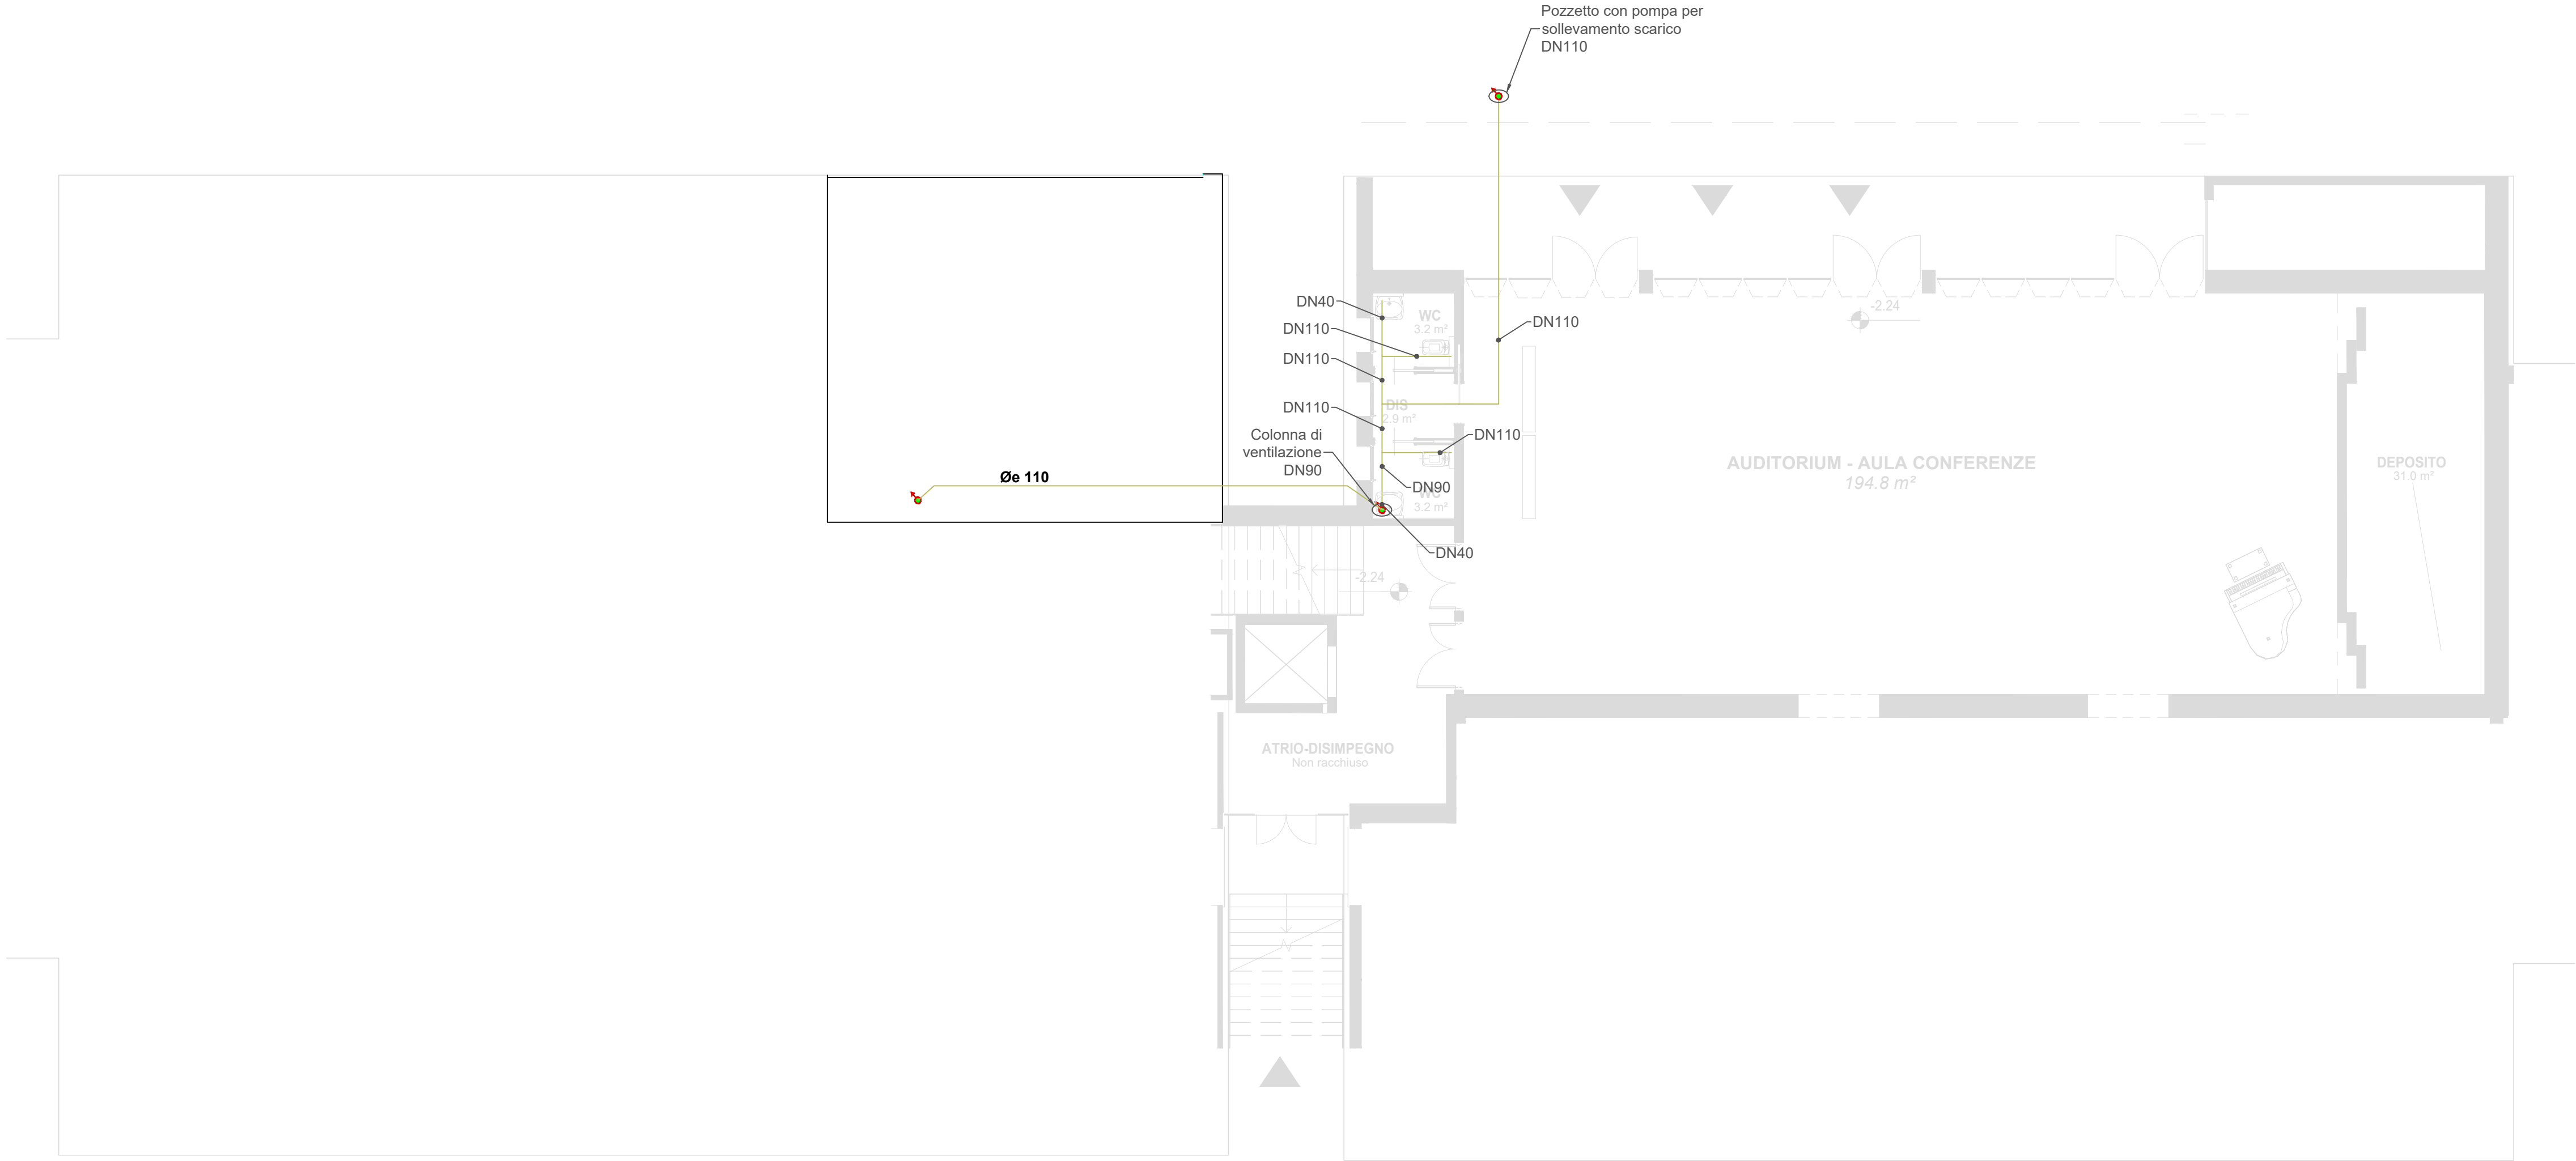 Pozzetto con pompa per
sollevamento scarico
DN110
DN40
WC
3.2 m²
DN110
DN110
DN110
-2.24
DIS
2.9 m²
DN110
Colonna di
ventilazione
DN90
DN110
DN90
WC
3.2 m²
Øe 110
DN40
AUDITORIUM - AULA CONFERENZE
194.8 m²
DEPOSITO
31.0 m²
-2.24
ATRIO-DISIMPEGNO
Non racchiuso